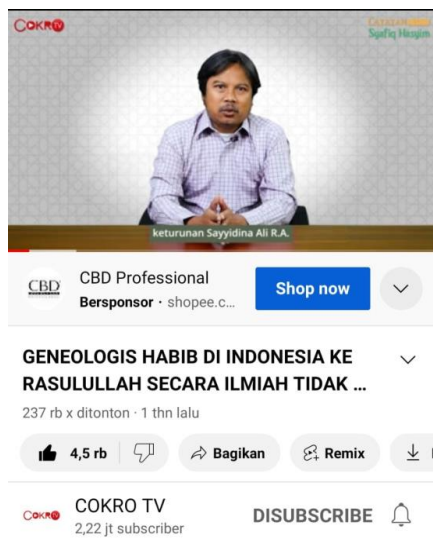 COKRO TV
CATATAN
Syafiq Hasyim
keturunan Sayyidina Ali R.A.
CBD
CBD Professional
Bersponsor · shopee.c...
Shop now
GENEOLOGIS HABIB DI INDONESIA KE
RASULULLAH SECARA ILMIAH TIDAK ...
237 rb x ditonton · 1 thn lalu
4,5 rb
Bagikan
Remix
COKRO TV
COKRO TV
2,22 jt subscriber
DISUBSCRIBE